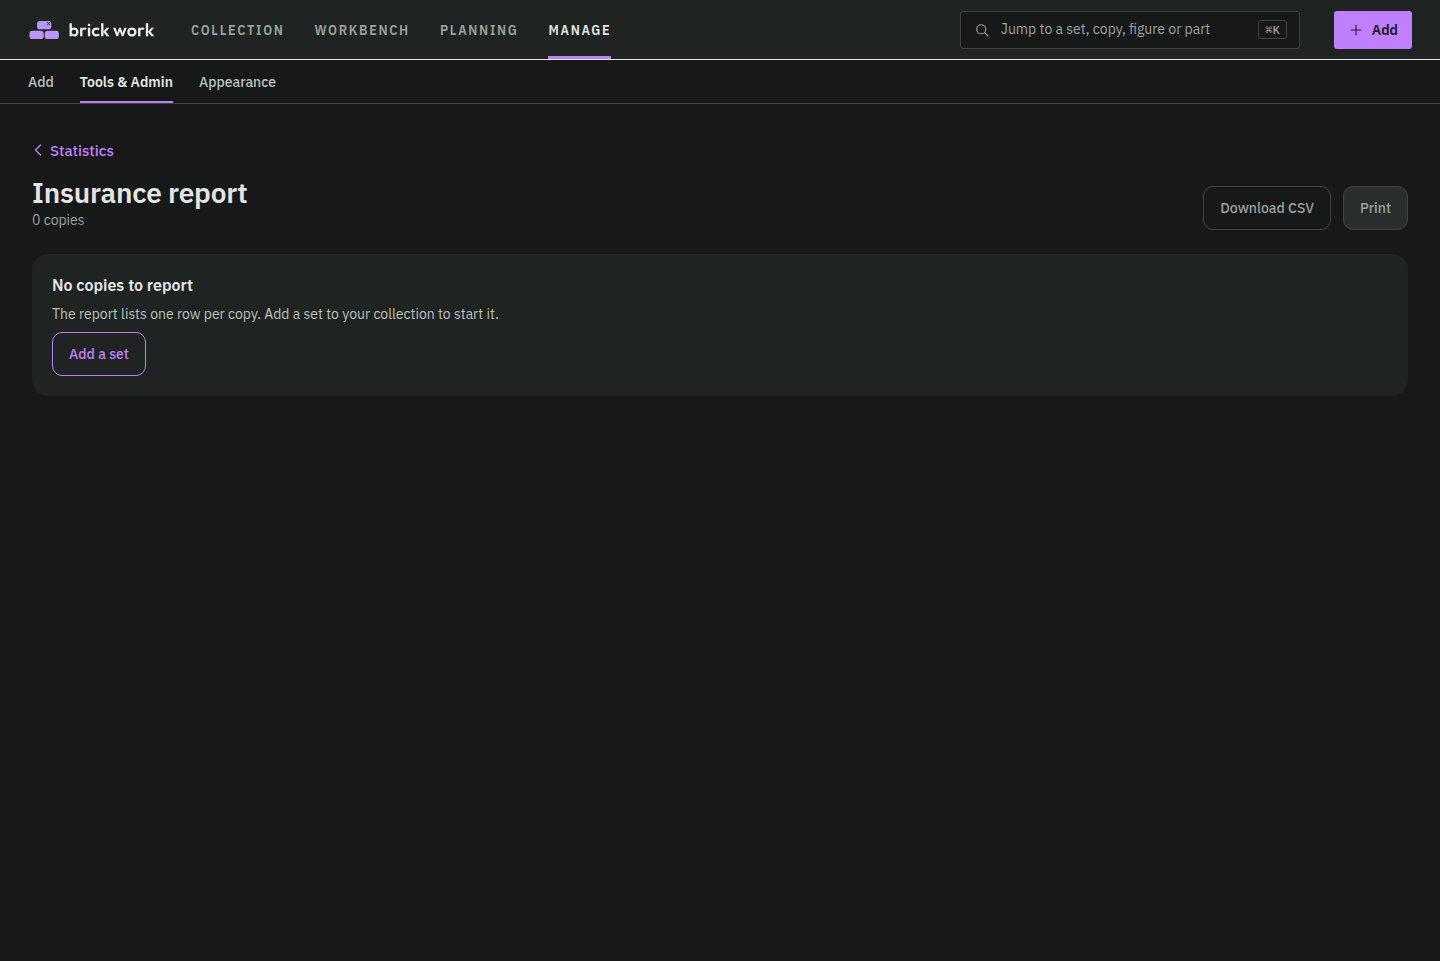 brick work
COLLECTION
WORKBENCH
PLANNING
MANAGE
Jump to a set, copy, figure or part
⌘K
Add
Add
Tools & Admin
Appearance
Statistics
Insurance report
0 copies
Download CSV
Print
No copies to report
The report lists one row per copy. Add a set to your collection to start it.
Add a set